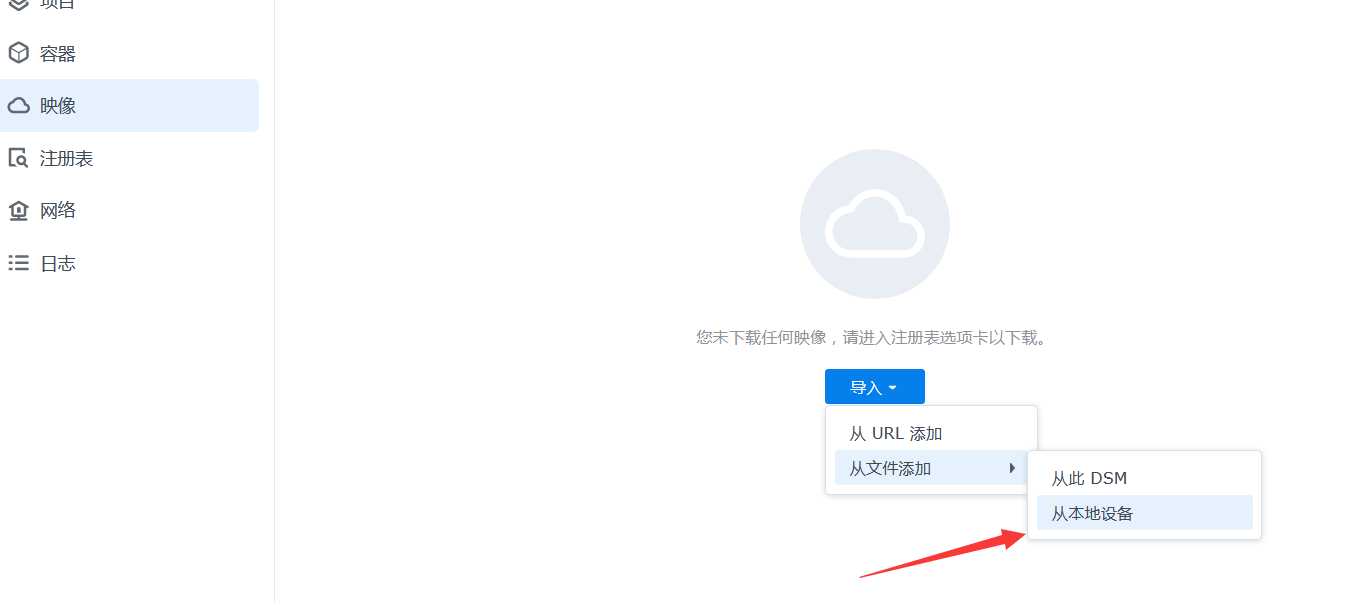 项目
容器
映像
注册表
网络
日志
您未下载任何映像，请进入注册表选项卡以下载。
导入
从 URL 添加
从文件添加
从此 DSM
从本地设备